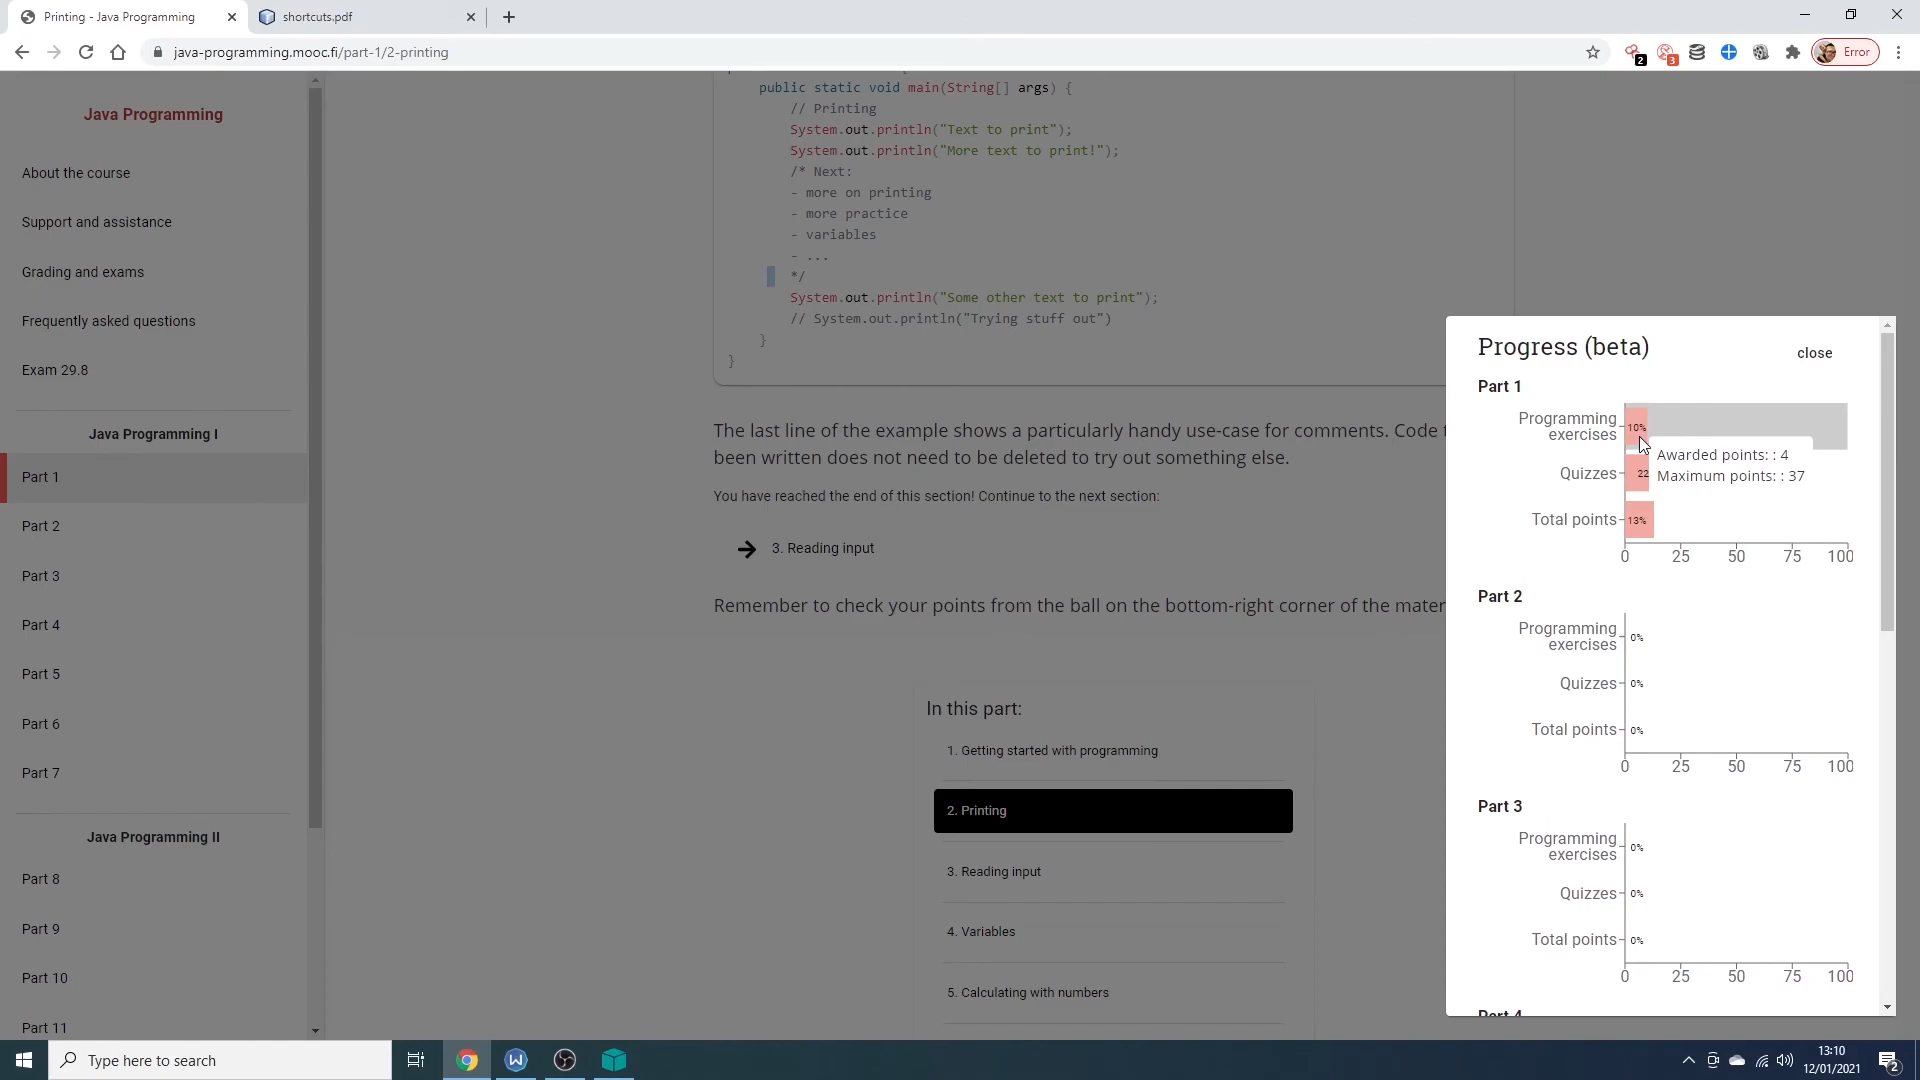 Printing - Java Programming
shortcuts.pdf
java-programming.mooc.fi/part-1/2-printing
2
3
Error
Java Programming
About the course
Support and assistance
Grading and exams
Frequently asked questions
Exam 29.8
Java Programming I
Part 1
Part 2
Part 3
Part 4
Part 5
Part 6
Part 7
Java Programming II
Part 8
Part 9
Part 10
Part 11
public static void main(String[] args) {
// Printing
System.out.println("Text to print");
System.out.println("More text to print!");
/* Next:
- more on printing
- more practice
- variables
- ...
*/
System.out.println("Some other text to print");
// System.out.println("Trying stuff out")
}
}
The last line of the example shows a particularly handy use-case for comments. Code
been written does not need to be deleted to try out something else.
You have reached the end of this section! Continue to the next section:
3. Reading input
Remember to check your points from the ball on the bottom-right corner of the mater
In this part:
1. Getting started with programming
2. Printing
3. Reading input
4. Variables
5. Calculating with numbers
Progress (beta)
close
Part 1
Programming
exercises
10%
Awarded points: : 4
Maximum points: : 37
Quizzes
22
Total points
13%
0 25 50 75 100
Part 2
Programming
exercises
0%
Quizzes
0%
Total points
0%
0 25 50 75 100
Part 3
Programming
exercises
0%
Quizzes
0%
Total points
0%
0 25 50 75 100
Part 4
Type here to search
13:10
12/01/2021
2